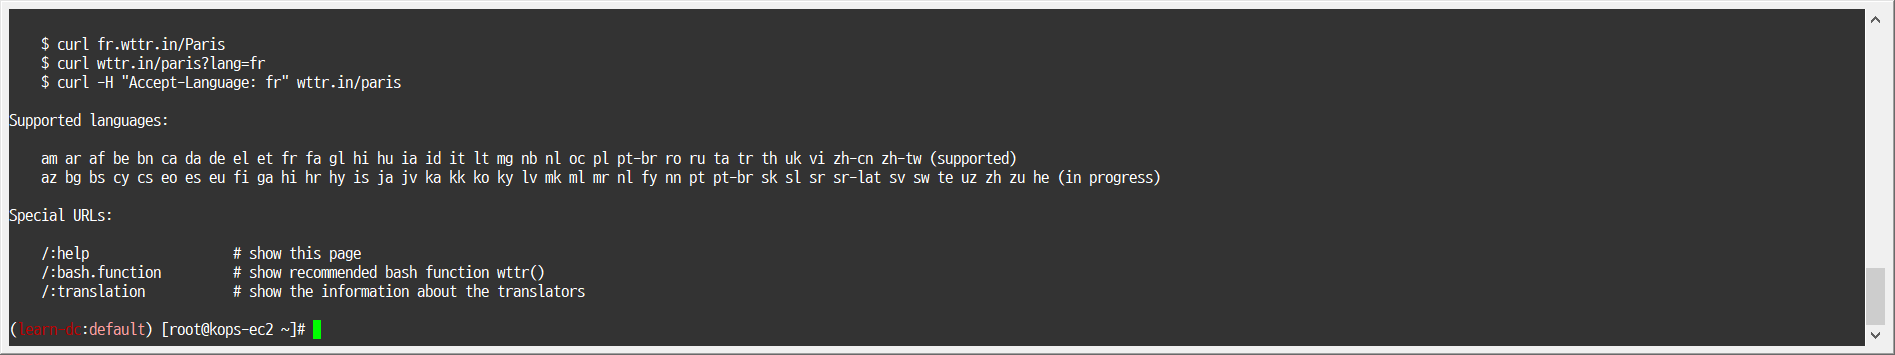 $ curl fr.wttr.in/Paris
$ curl wttr.in/paris?lang=fr
$ curl -H "Accept-Language: fr" wttr.in/paris
Supported languages:
am ar af be bn ca da de el et fr fa gl hi hu ia id it lt mg nb nl oc pl pt-br ro ru ta tr th uk vi zh-cn zh-tw (supported)
az bg bs cy cs eo es eu fi ga hi hr hy is ja jv ka kk ko ky lv mk ml mr nl fy nn pt pt-br sk sl sr sr-lat sv sw te uz zh zu he (in progress)
Special URLs:
/:help # show this page
/:bash.function # show recommended bash function wttr()
/:translation # show the information about the translators
(learn-dc:default) [root@kops-ec2 ~]#